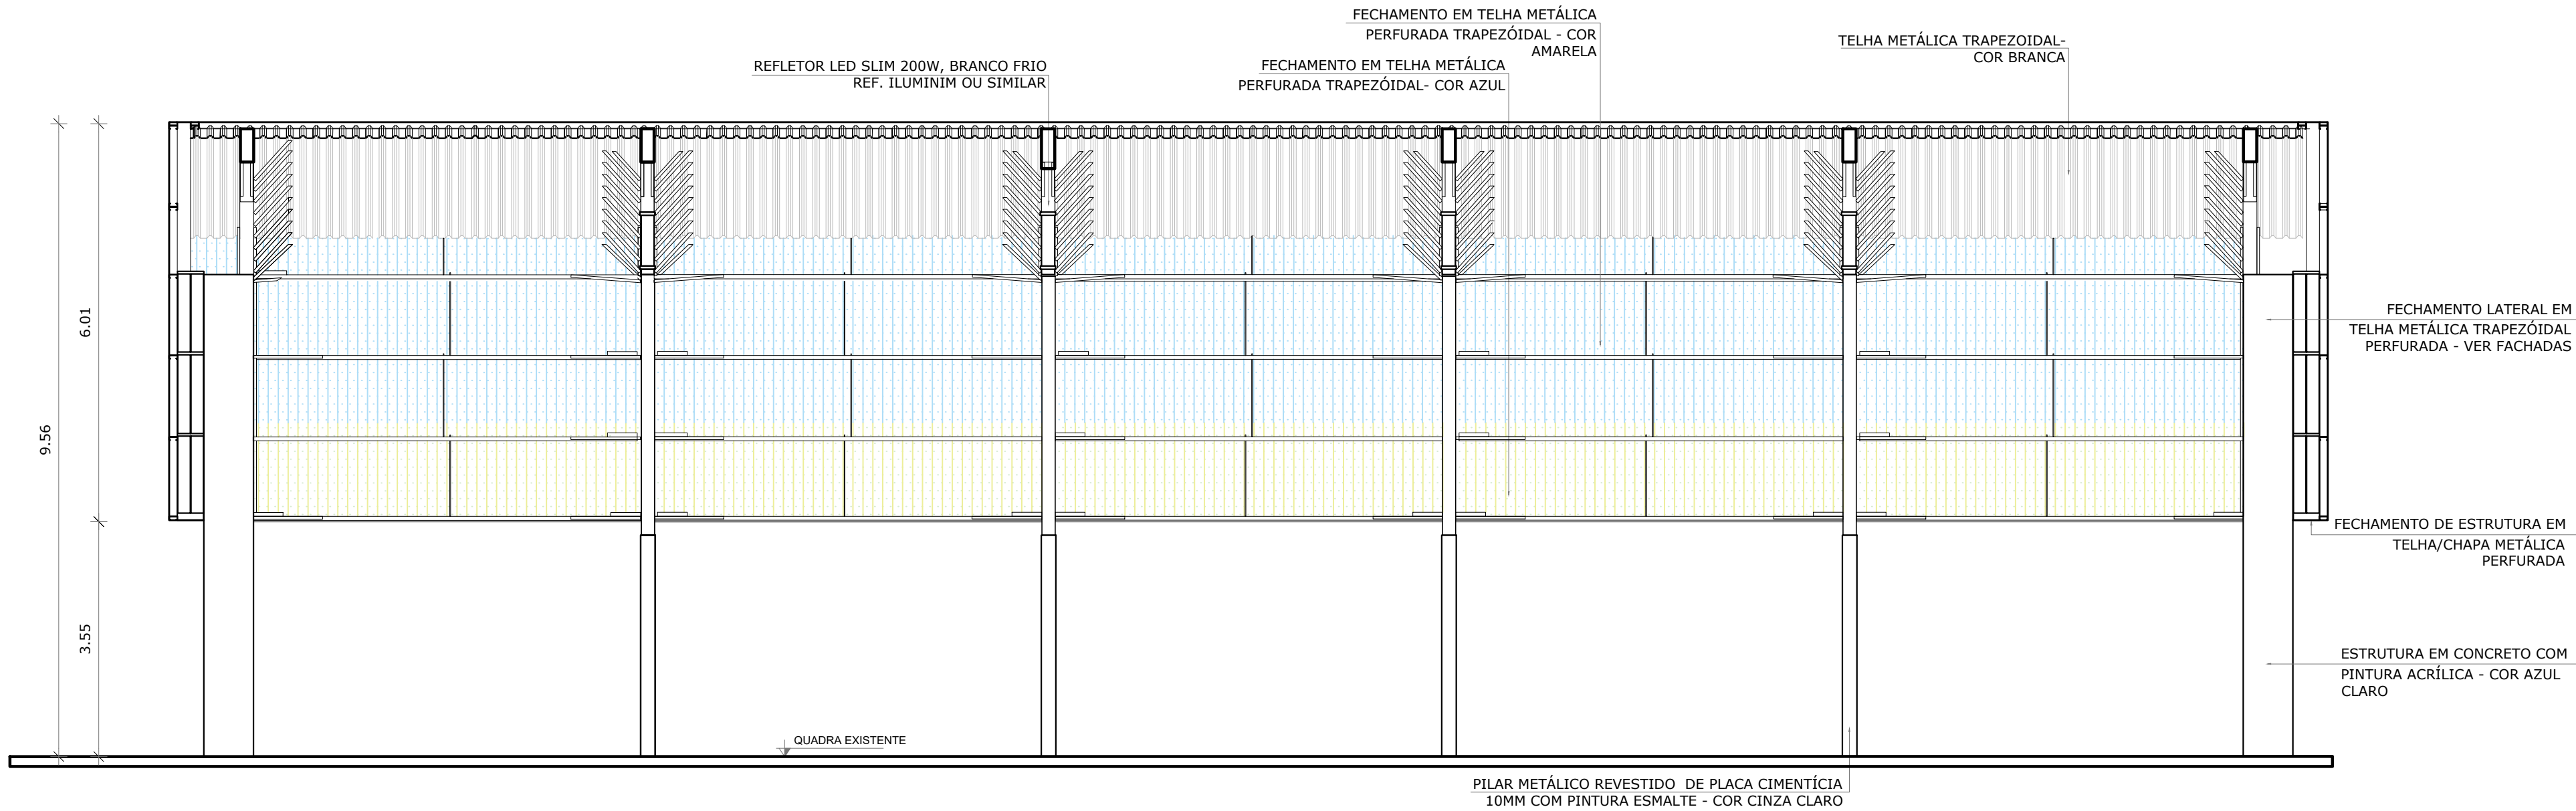 FECHAMENTO EM TELHA METÁLICA
PERFURADA TRAPEZÓIDAL - COR
AMARELA
TELHA METÁLICA TRAPEZOIDAL-
COR BRANCA
REFLETOR LED SLIM 200W, BRANCO FRIO
REF. ILUMINIM OU SIMILAR
FECHAMENTO EM TELHA METÁLICA
PERFURADA TRAPEZÓIDAL- COR AZUL
6.01
9.56
3.55
FECHAMENTO LATERAL EM
TELHA METÁLICA TRAPEZÓIDAL
PERFURADA - VER FACHADAS
FECHAMENTO DE ESTRUTURA EM
TELHA/CHAPA METÁLICA
PERFURADA
ESTRUTURA EM CONCRETO COM
PINTURA ACRÍLICA - COR AZUL
CLARO
QUADRA EXISTENTE
PILAR METÁLICO REVESTIDO  DE PLACA CIMENTÍCIA
10MM COM PINTURA ESMALTE - COR CINZA CLARO